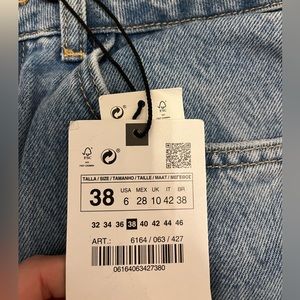 FSC
TALLA / SIZE / TAMANHO / TAILLE / MAAT / ΜΕΓΕΘΟΣ
38
USA MEX UK IT BR
6 28 10 42 38
32 34 36 38 40 42 44 46
ART.: 6164 / 063 / 427
06164063427380